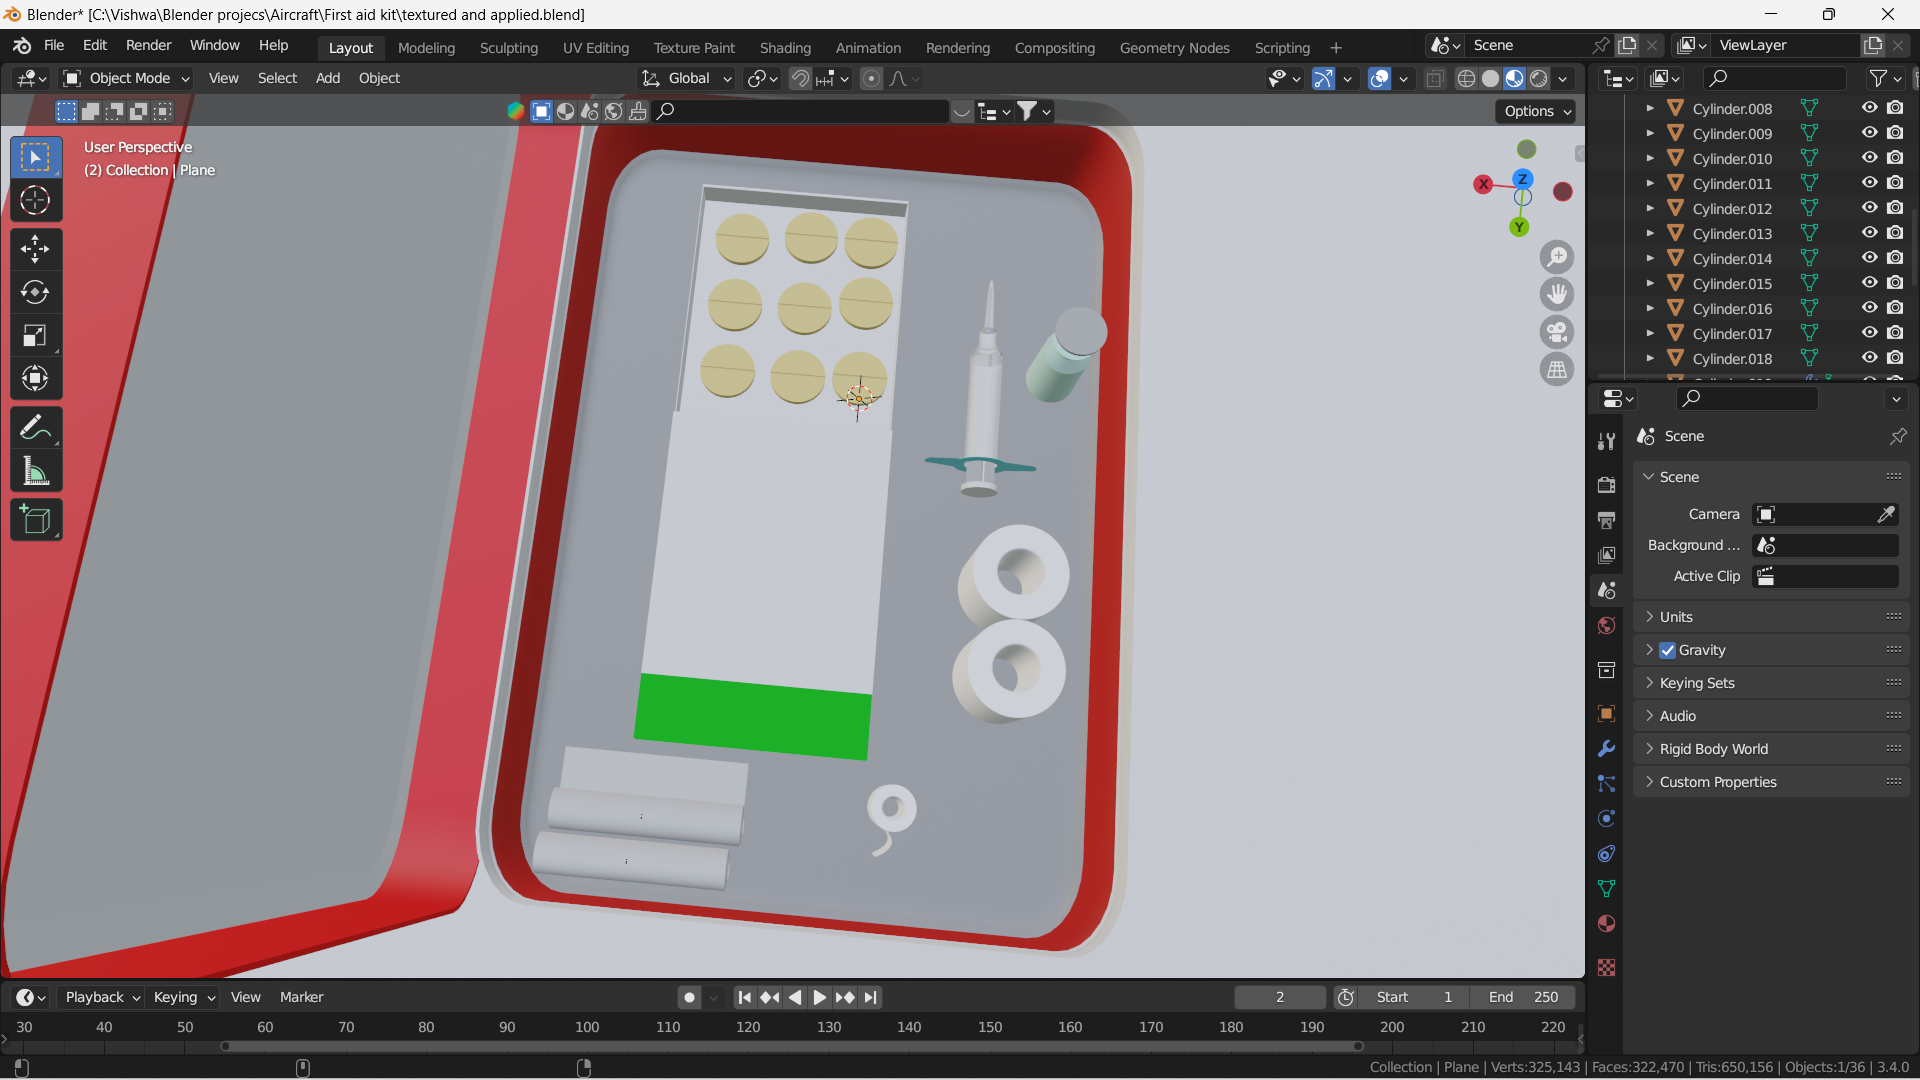 Blender* [C:\Vishwa\Blender projecs\Aircraft\First aid kit\textured and applied.blend]
File Edit Render Window Help Layout Modeling Sculpting UV Editing Texture Paint Shading Animation Rendering Compositing Geometry Nodes Scripting + Scene ViewLayer
Object Mode View Select Add Object Global
Options
User Perspective
(2) Collection | Plane
X Z Y
Cylinder.008
Cylinder.009
Cylinder.010
Cylinder.011
Cylinder.012
Cylinder.013
Cylinder.014
Cylinder.015
Cylinder.016
Cylinder.017
Cylinder.018
Scene
Scene
Camera
Background ...
Active Clip
Units
Gravity
Keying Sets
Audio
Rigid Body World
Custom Properties
Playback Keying View Marker 2 Start 1 End 250
30 40 50 60 70 80 90 100 110 120 130 140 150 160 170 180 190 200 210 220
Collection | Plane | Verts:325,143 | Faces:322,470 | Tris:650,156 | Objects:1/36 | 3.4.0